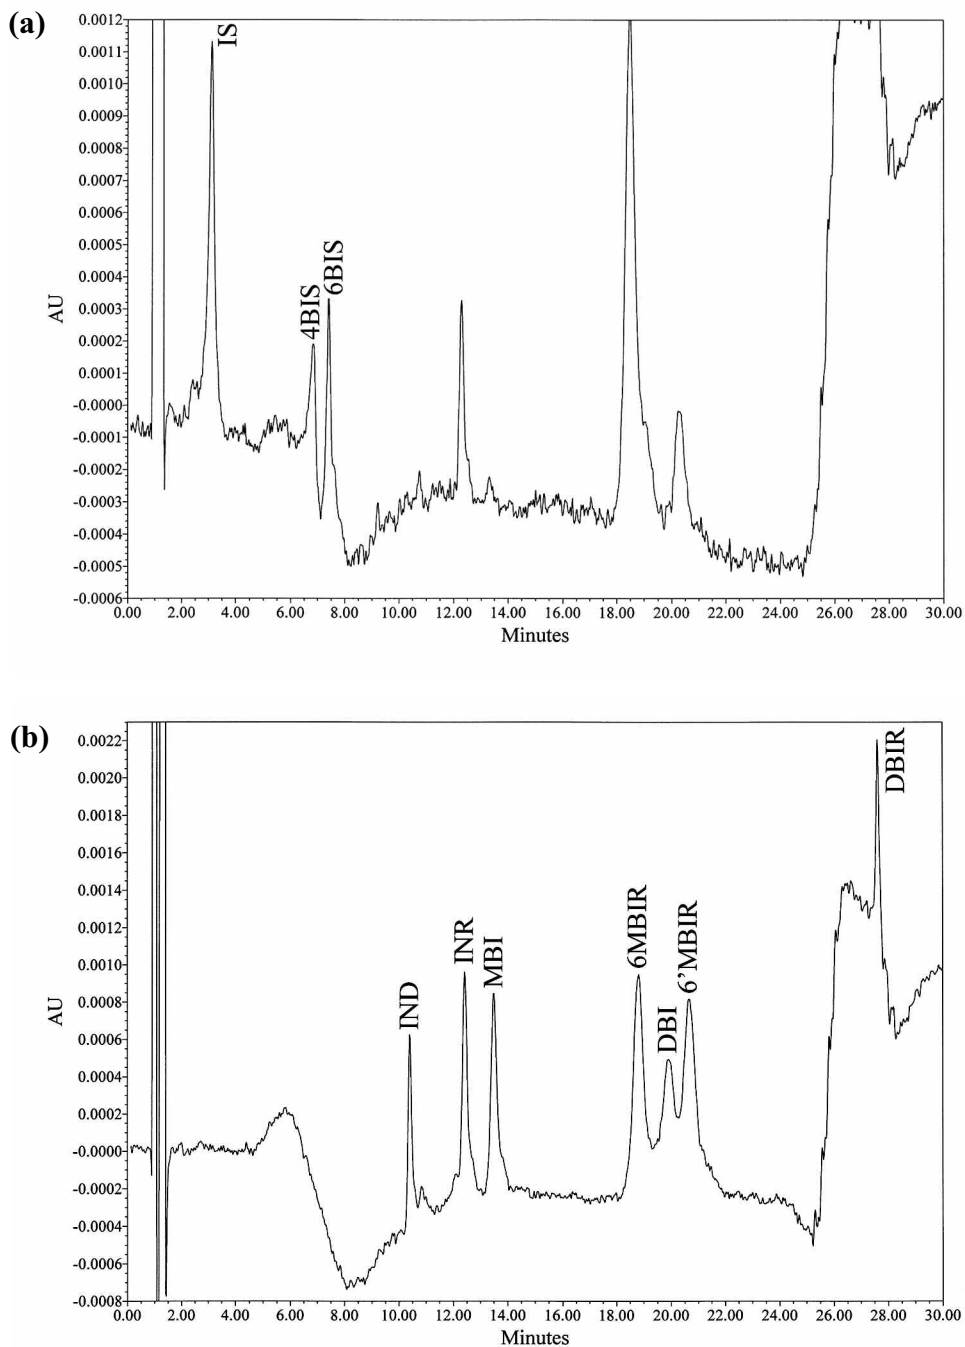 (a)
0.0012
0.0011
0.0010
0.0009
0.0008
0.0007
0.0006
0.0005
0.0004
0.0003
0.0002
0.0001
-0.0000
-0.0001
-0.0002
-0.0003
-0.0004
-0.0005
-0.0006
AU
IS
4BIS
6BIS
0.00 2.00 4.00 6.00 8.00 10.00 12.00 14.00 16.00 18.00 20.00 22.00 24.00 26.00 28.00 30.00
Minutes
(b)
0.0022
0.0020
0.0018
0.0016
0.0014
0.0012
0.0010
0.0008
0.0006
0.0004
0.0002
-0.0000
-0.0002
-0.0004
-0.0006
-0.0008
AU
IND
INR
MBI
6MBIR
DBI
6’MBIR
DBIR
0.00 2.00 4.00 6.00 8.00 10.00 12.00 14.00 16.00 18.00 20.00 22.00 24.00 26.00 28.00 30.00
Minutes